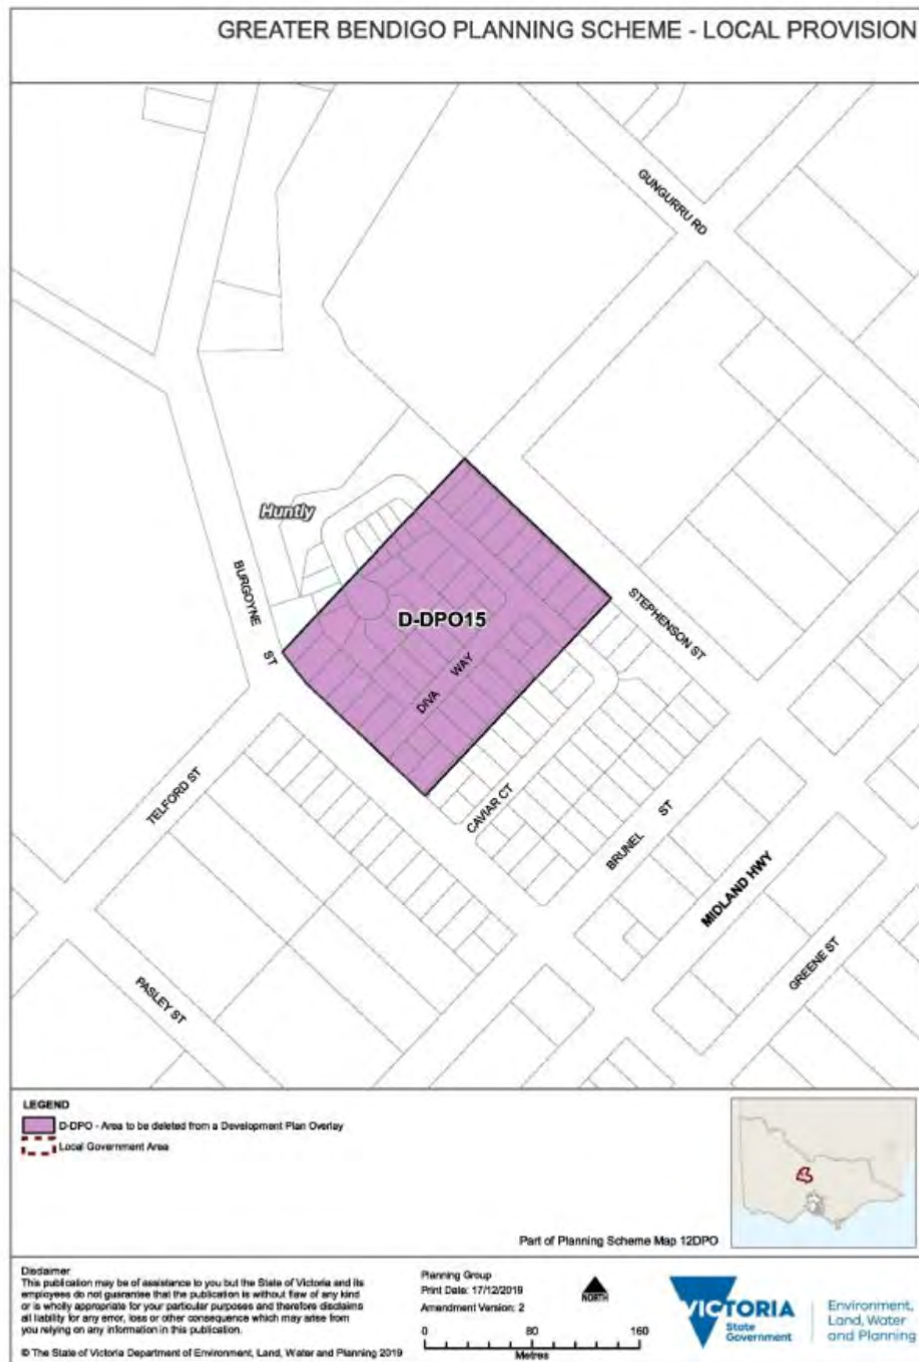 GREATER BENDIGO PLANNING SCHEME - LOCAL PROVISION
GUNGURRU RD
Huntly
BURGOYNE
ST
D-DPO15
STEPHENSON ST
DIVA WAY
TELFORD ST
CAVIAR CT
BRUNEL ST
MIDLAND HWY
GREENE ST
PASLEY ST
LEGEND
D-DPO - Area to be deleted from a Development Plan Overlay
Local Government Area
Part of Planning Scheme Map 12DPO
Disclaimer
This publication may be of assistance to you but the State of Victoria and its
employees do not guarantee that the publication is without flaw of any kind
or is wholly appropriate for your particular purposes and therefore disclaims
all liability for any error, loss or other consequence which may arise from
you relying on any information in this publication.
© The State of Victoria Department of Environment, Land, Water and Planning 2019
Planning Group
Print Date: 17/12/2019
Amendment Version: 2
NORTH
0 80 160
Metres
VICTORIA
State
Government
Environment,
Land, Water
and Planning